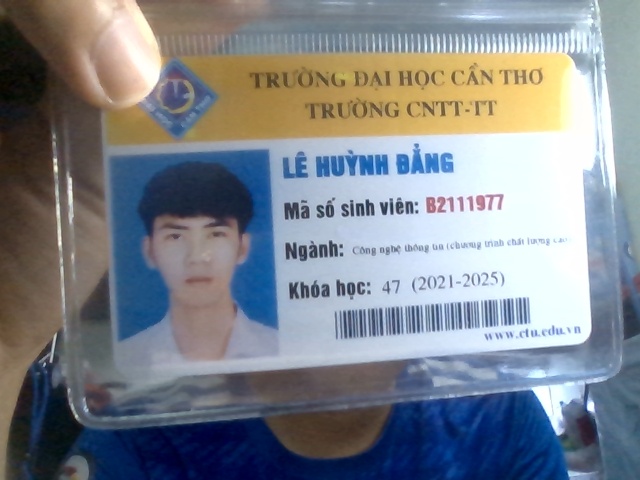 TRƯỜNG ĐẠI HỌC CẦN THƠ
TRƯỜNG CNTT-TT
LÊ HUỲNH ĐẲNG
Mã số sinh viên: B2111977
Ngành: Công nghệ thông tin (chương trình chất lượng cao)
Khóa học: 47 (2021-2025)
www.ctu.edu.vn